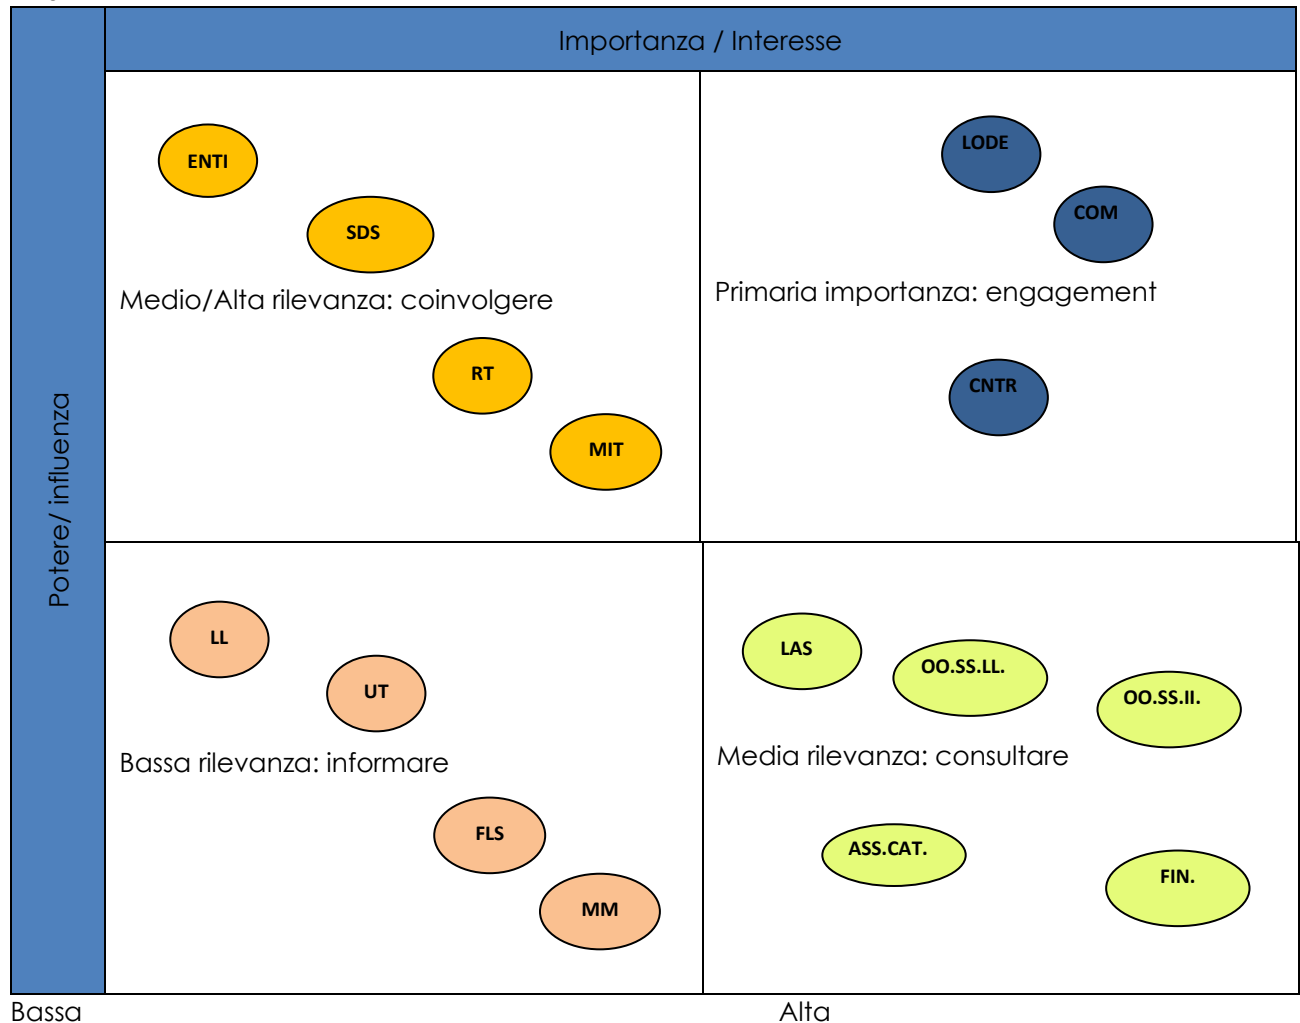 Importanza / Interesse
Potere/ influenza
ENTI
SDS
Medio/Alta rilevanza: coinvolgere
RT
MIT
LODE
COM
Primaria importanza: engagement
CNTR
LL
UT
Bassa rilevanza: informare
FLS
MM
LAS
OO.SS.LL.
OO.SS.II.
Media rilevanza: consultare
ASS.CAT.
FIN.
Bassa
Alta